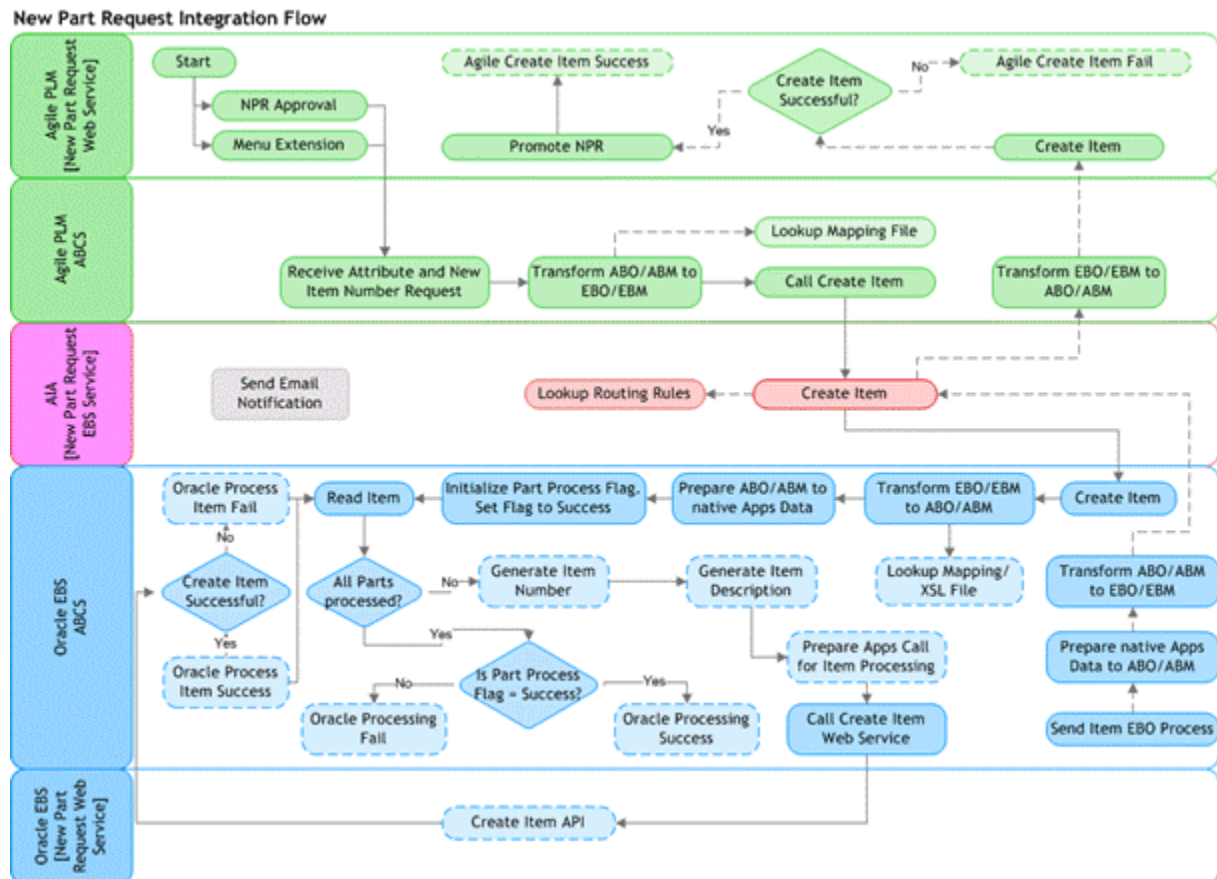 New Part Request Integration Flow
Agile PLM
[New Part Request
Web Service]
Start
NPR Approval
Menu Extension
Agile Create Item Success
Promote NPR
Yes
Create Item
Successful?
No
Agile Create Item Fail
Create Item
Agile PLM
ABCS
Receive Attribute and New
Item Number Request
Transform ABO/ABM to
EBO/EBM
Lookup Mapping File
Call Create Item
Transform EBO/EBM to
ABO/ABM
AIA
[New Part Request
EBS Service]
Send Email
Notification
Lookup Routing Rules
Create Item
Oracle EBS
ABCS
Oracle Process
Item Fail
Read Item
Initialize Part Process Flag.
Set Flag to Success
Prepare ABO/ABM to
native Apps Data
Transform EBO/EBM
to ABO/ABM
Create Item
No
Create Item
Successful?
Yes
Oracle Process
Item Success
All Parts
processed?
No
Generate Item
Number
Generate Item
Description
Lookup Mapping/
XSL File
Transform ABO/ABM
to EBO/EBM
Yes
Is Part Process
Flag = Success?
No
Yes
Oracle Processing
Fail
Oracle Processing
Success
Prepare Apps Call
for Item Processing
Call Create Item
Web Service
Prepare native Apps
Data to ABO/ABM
Send Item EBO Process
Oracle EBS
[New Part
Request Web
Service]
Create Item API